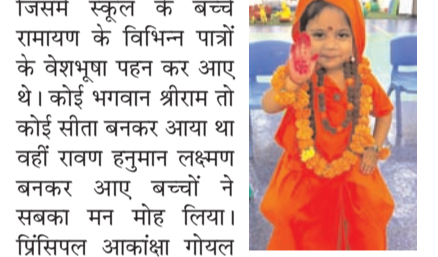 जिसमें स्कूल के बच्चे
रामायण के विभिन्न पात्रों
के वेशभूषा पहन कर आए
थे। कोई भगवान श्रीराम तो
कोई सीता बनकर आया था
वहीं रावण हनुमान लक्ष्मण
बनकर आए बच्चों ने
सबका मन मोह लिया।
प्रिंसिपल आकांक्षा गोयल